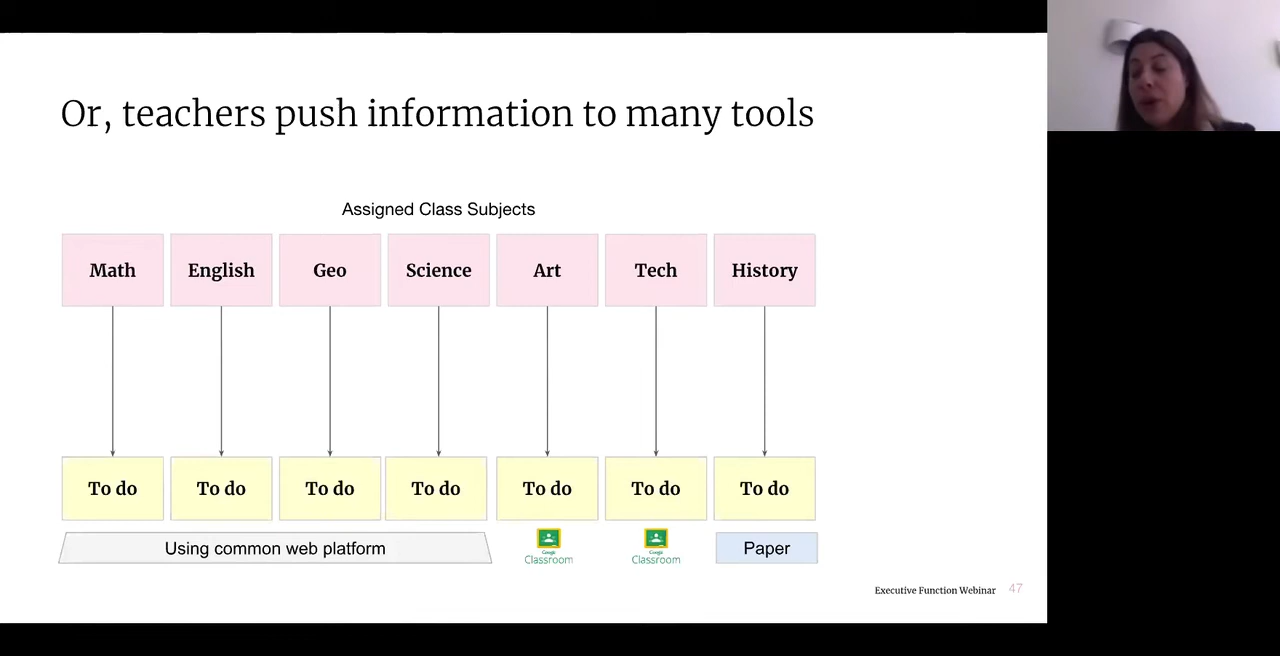 Or, teachers push information to many tools
Assigned Class Subjects
Math English Geo Science Art Tech History
To do To do To do To do To do To do To do
Using common web platform
Google Classroom
Google Classroom
Paper
Executive Function Webinar 47